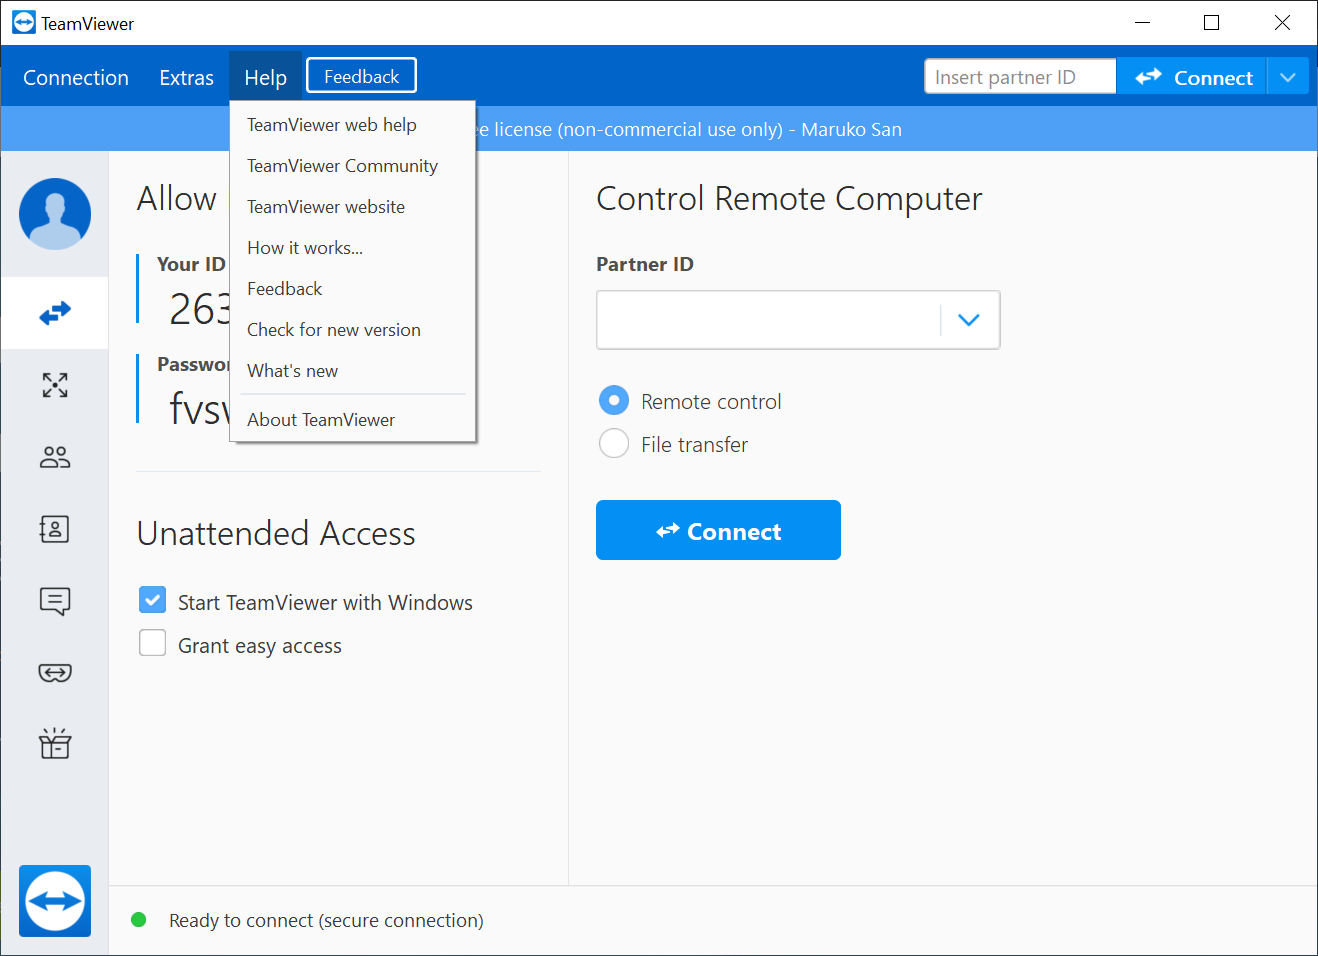 TeamViewer
Connection Extras Help Feedback Insert partner ID Connect
license (non-commercial use only) - Maruko San
TeamViewer web help
TeamViewer Community
TeamViewer website
How it works...
Feedback
Check for new version
What's new
About TeamViewer
Allow
Your ID
263
fvsw
Unattended Access
Start TeamViewer with Windows
Grant easy access
Control Remote Computer
Partner ID
Remote control
File transfer
Connect
Ready to connect (secure connection)